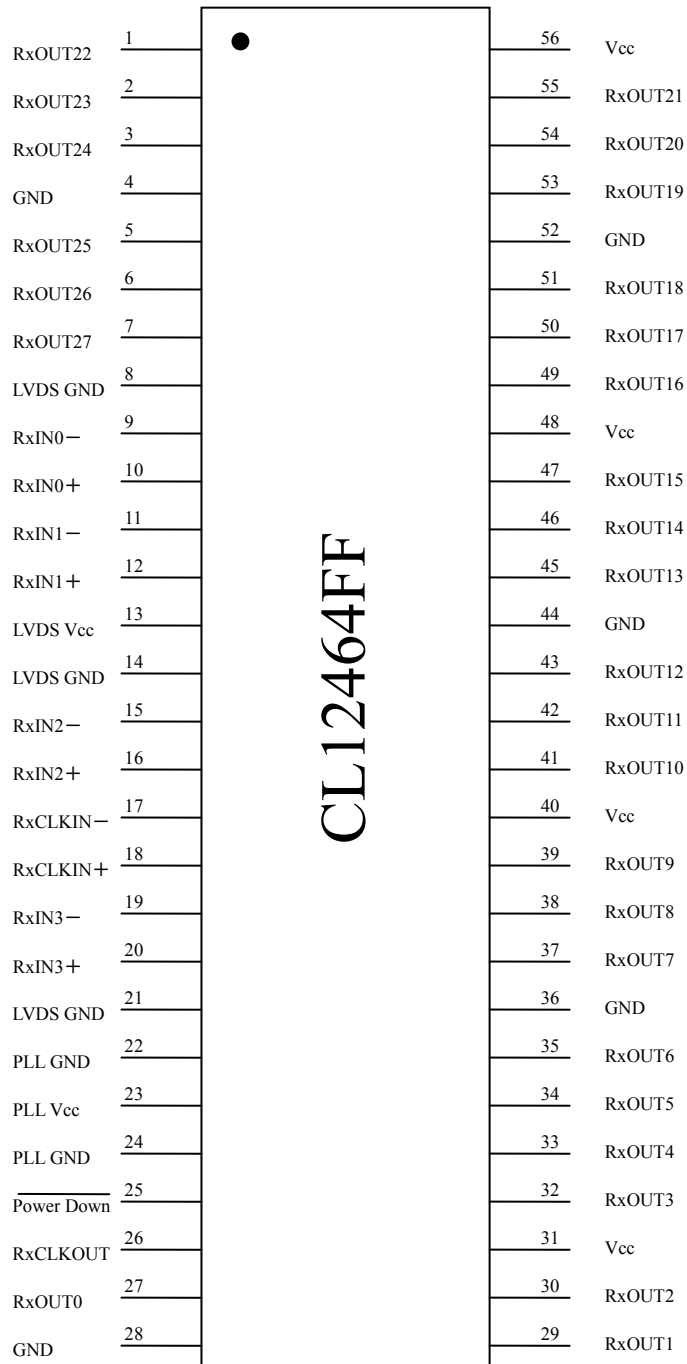 RxOUT22 1 56 Vcc
RxOUT23 2 55 RxOUT21
RxOUT24 3 54 RxOUT20
GND 4 53 RxOUT19
RxOUT25 5 52 GND
RxOUT26 6 51 RxOUT18
RxOUT27 7 50 RxOUT17
LVDS GND 8 49 RxOUT16
RxIN0− 9 48 Vcc
RxIN0+ 10 47 RxOUT15
RxIN1− 11 46 RxOUT14
RxIN1+ 12 45 RxOUT13
LVDS Vcc 13 44 GND
LVDS GND 14 43 RxOUT12
RxIN2− 15 42 RxOUT11
RxIN2+ 16 41 RxOUT10
RxCLKIN− 17 40 Vcc
RxCLKIN+ 18 39 RxOUT9
RxIN3− 19 38 RxOUT8
RxIN3+ 20 37 RxOUT7
LVDS GND 21 36 GND
PLL GND 22 35 RxOUT6
PLL Vcc 23 34 RxOUT5
PLL GND 24 33 RxOUT4
Power Down 25 32 RxOUT3
RxCLKOUT 26 31 Vcc
RxOUT0 27 30 RxOUT2
GND 28 29 RxOUT1
CL12464FF